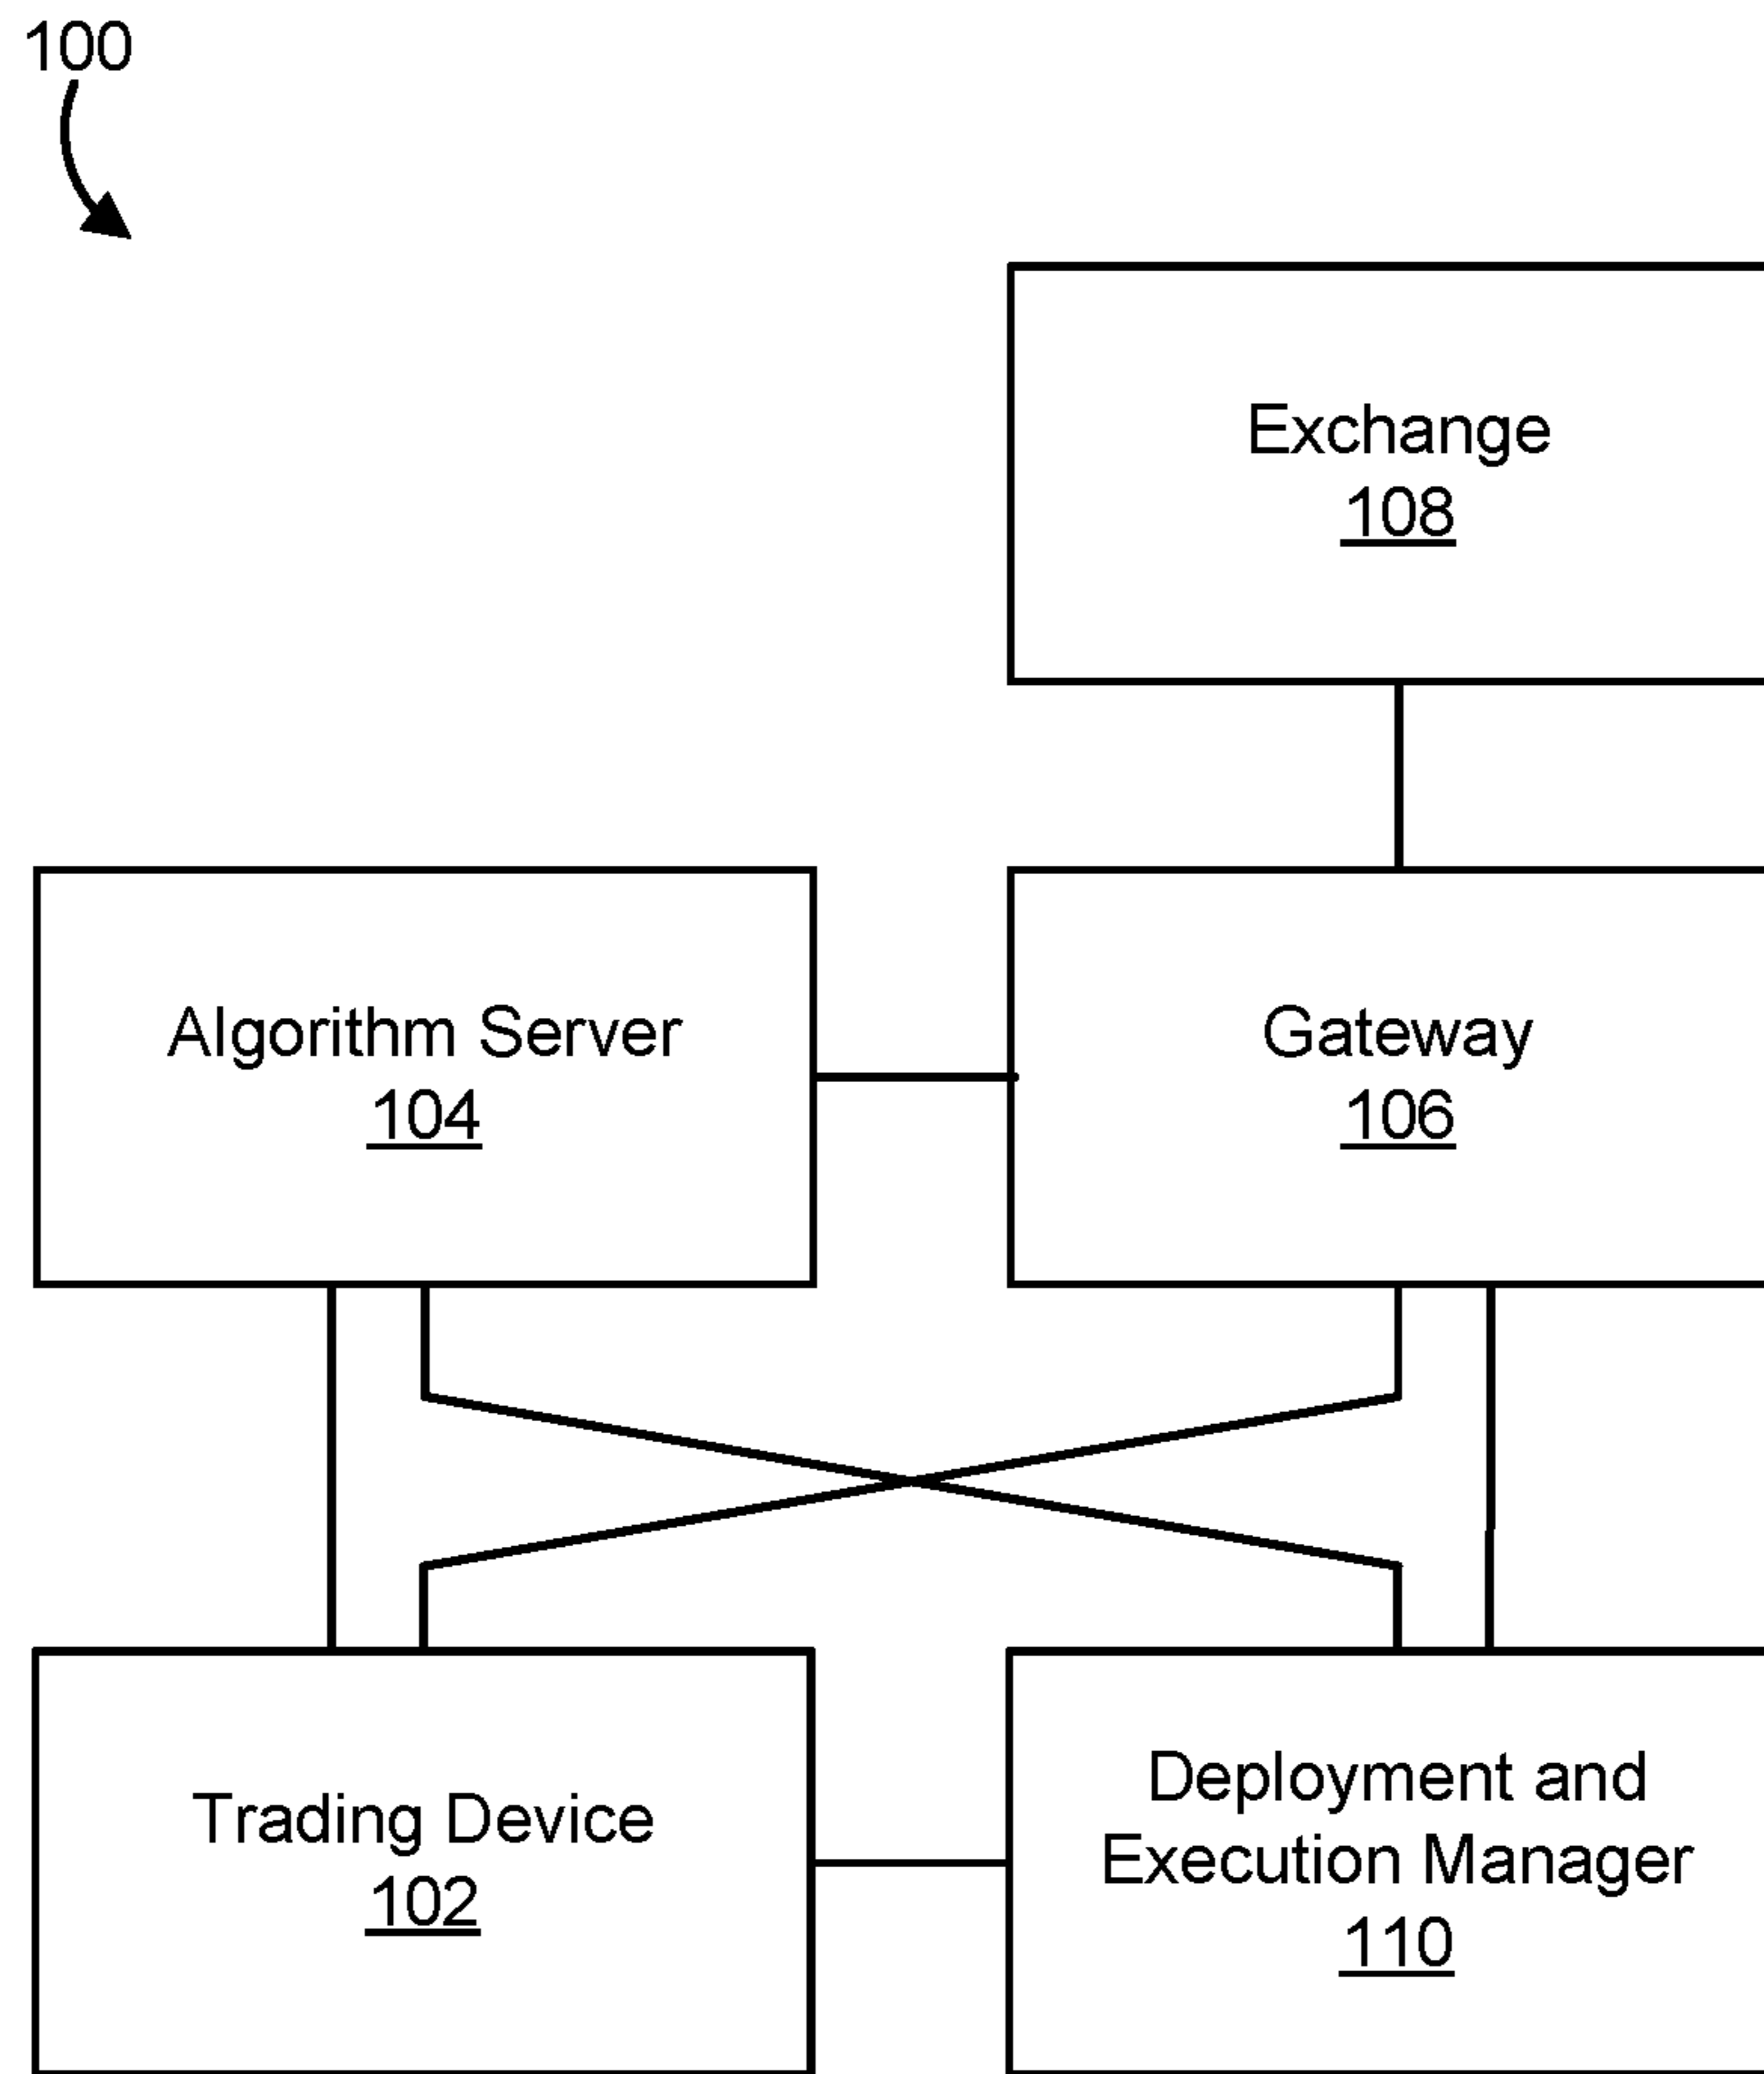 100
Exchange
108
Algorithm Server
104
Gateway
106
Trading Device
102
Deployment and
Execution Manager
110